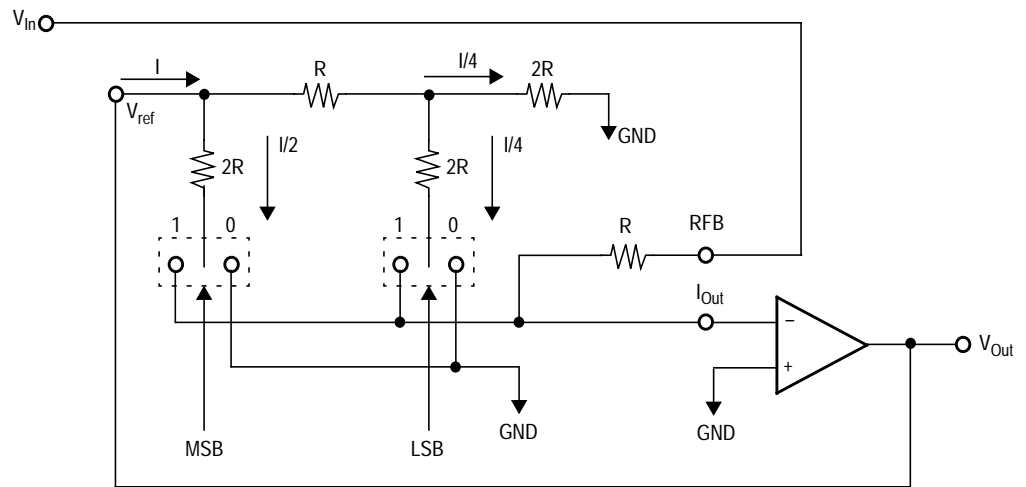 V_In
I
R
I/4
2R
V_ref
GND
I/2
I/4
2R
2R
1 0
1 0
R
RFB
I_Out
−
+
V_Out
GND
GND
MSB
LSB